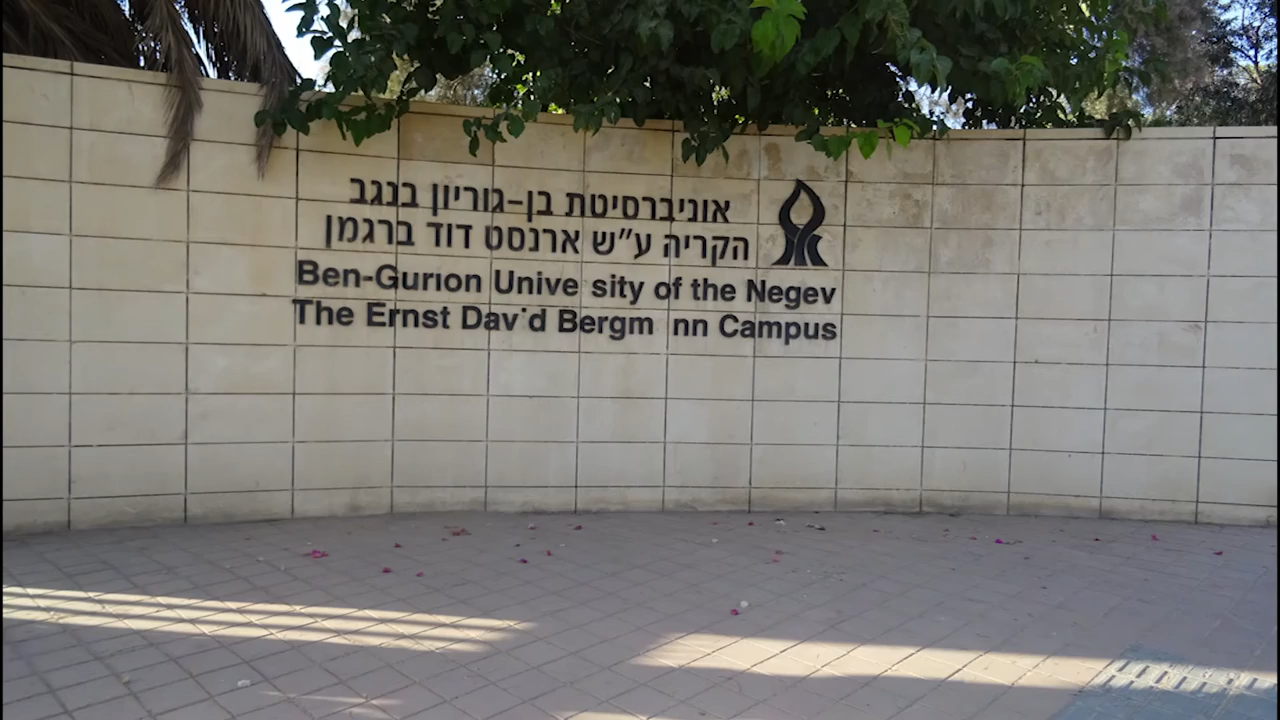 אוניברסיטת בן-גוריון בנגב
הקריה ע״ש ארנסט דוד ברגמן
Ben-Gurıon Unive sity of the Negev
The Ernst Dav˙d Bergm nn Campus